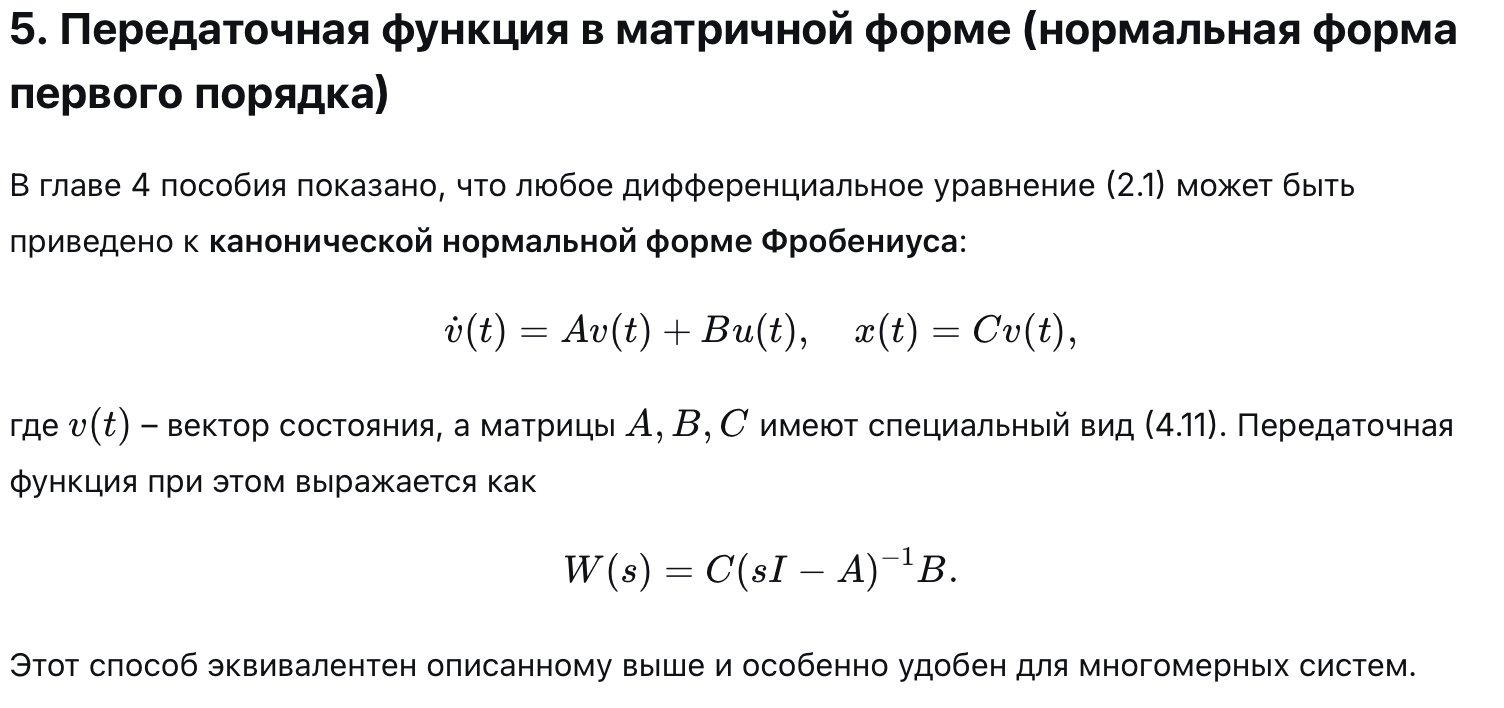 5. Передаточная функция в матричной форме (нормальная форма
первого порядка)
В главе 4 пособия показано, что любое дифференциальное уравнение (2.1) может быть
приведено к канонической нормальной форме Фробениуса:
v̇(t) = Av(t) + Bu(t), x(t) = Cv(t),
где v(t) – вектор состояния, а матрицы A, B, C имеют специальный вид (4.11). Передаточная
функция при этом выражается как
W(s) = C(sI − A)⁻¹B.
Этот способ эквивалентен описанному выше и особенно удобен для многомерных систем.